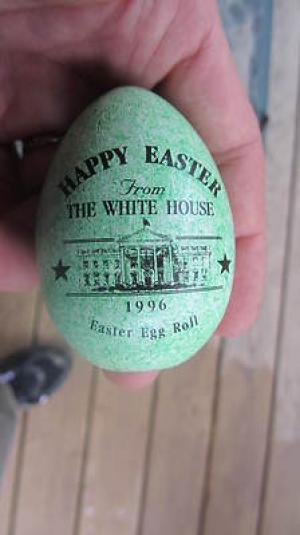 HAPPY EASTER
From
THE WHITE HOUSE
1996
Easter Egg Roll